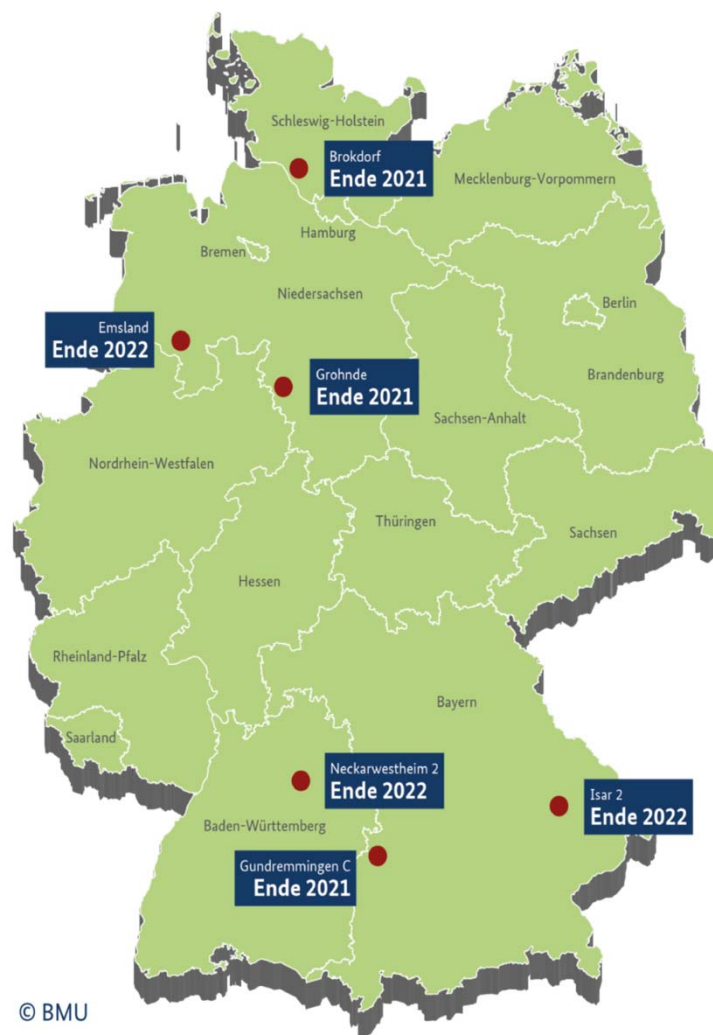 Schleswig-Holstein
Brokdorf
Ende 2021
Mecklenburg-Vorpommern
Hamburg
Bremen
Niedersachsen
Berlin
Emsland
Ende 2022
Brandenburg
Grohnde
Ende 2021
Sachsen-Anhalt
Nordrhein-Westfalen
Thüringen
Sachsen
Hessen
Rheinland-Pfalz
Bayern
Saarland
Neckarwestheim 2
Ende 2022
Isar 2
Ende 2022
Baden-Württemberg
Gundremmingen C
Ende 2021
© BMU